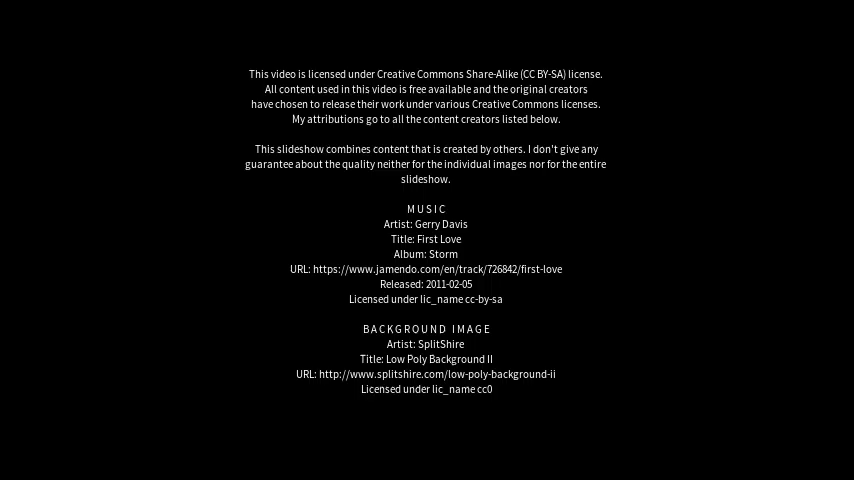 This video is licensed under Creative Commons Share-Alike (CC BY-SA) license.
All content used in this video is free available and the original creators
have chosen to release their work under various Creative Commons licenses.
My attributions go to all the content creators listed below.
This slideshow combines content that is created by others. I don't give any
guarantee about the quality neither for the individual images nor for the entire
slideshow.
MUSIC
Artist: Gerry Davis
Title: First Love
Album: Storm
URL: https://www.jamendo.com/en/track/726842/first-love
Released: 2011-02-05
Licensed under lic_name cc-by-sa
BACKGROUND IMAGE
Artist: SplitShire
Title: Low Poly Background II
URL: http://www.splitshire.com/low-poly-background-ii
Licensed under lic_name cc0